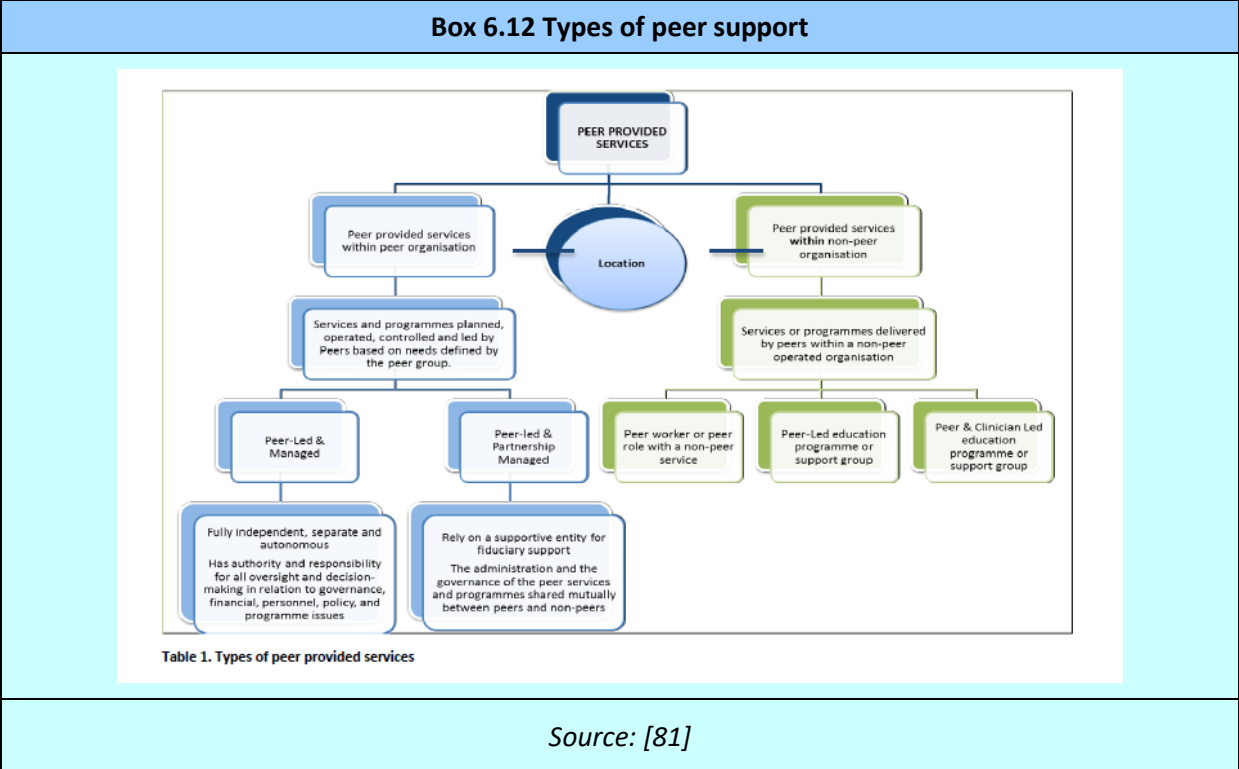 Box 6.12 Types of peer support
PEER PROVIDED
SERVICES
Peer provided services
within peer organisation
Location
Peer provided services
within non-peer
organisation
Services and programmes planned,
operated, controlled and led by
Peers based on needs defined by
the peer group.
Services or programmes delivered
by peers within a non-peer
operated organisation
Peer-Led &
Managed
Peer-led &
Partnership
Managed
Peer worker or peer
role with a non-peer
service
Peer-Led education
programme or
support group
Peer & Clinician Led
education
programme or
support group
Fully independent, separate and
autonomous
Has authority and responsibility
for all oversight and decision-
making in relation to governance,
financial, personnel, policy, and
programme issues
Rely on a supportive entity for
fiduciary support
The administration and the
governance of the peer services
and programmes shared mutually
between peers and non-peers
Table 1. Types of peer provided services
Source: [81]